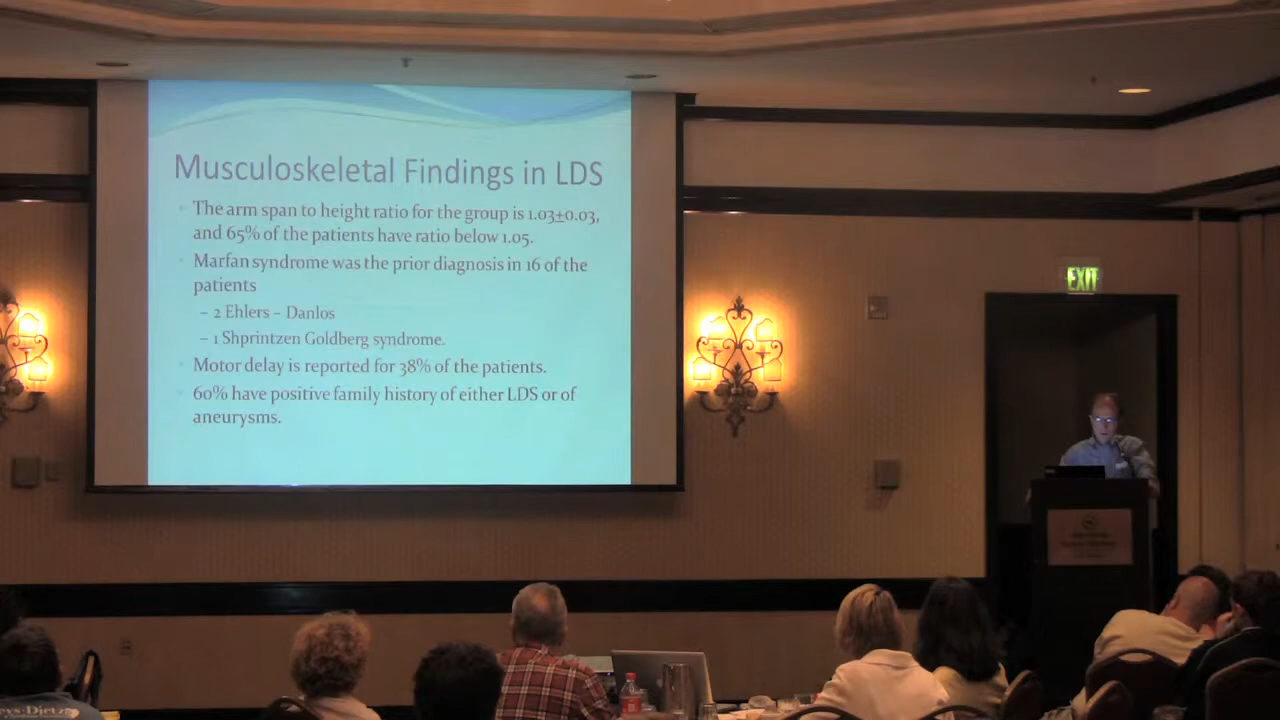 Musculoskeletal Findings in LDS
The arm span to height ratio for the group is 1.03±0.03,
and 65% of the patients have ratio below 1.05.
Marfan syndrome was the prior diagnosis in 16 of the
patients
– 2 Ehlers – Danlos
– 1 Shprintzen Goldberg syndrome.
Motor delay is reported for 38% of the patients.
60% have positive family history of either LDS or of
aneurysms.
EXIT